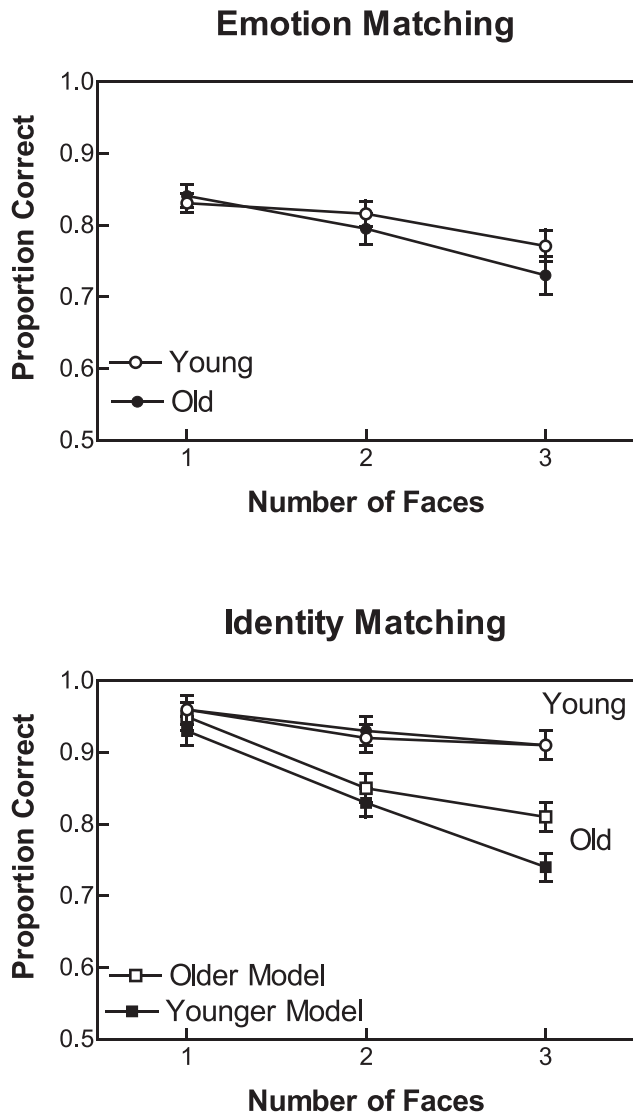 Emotion Matching
Proportion Correct
1.0
0.9
0.8
0.7
0.6
0.5
Young
Old
1 2 3
Number of Faces
Identity Matching
Proportion Correct
1.0
0.9
0.8
0.7
0.6
0.5
Young
Old
Older Model
Younger Model
1 2 3
Number of Faces